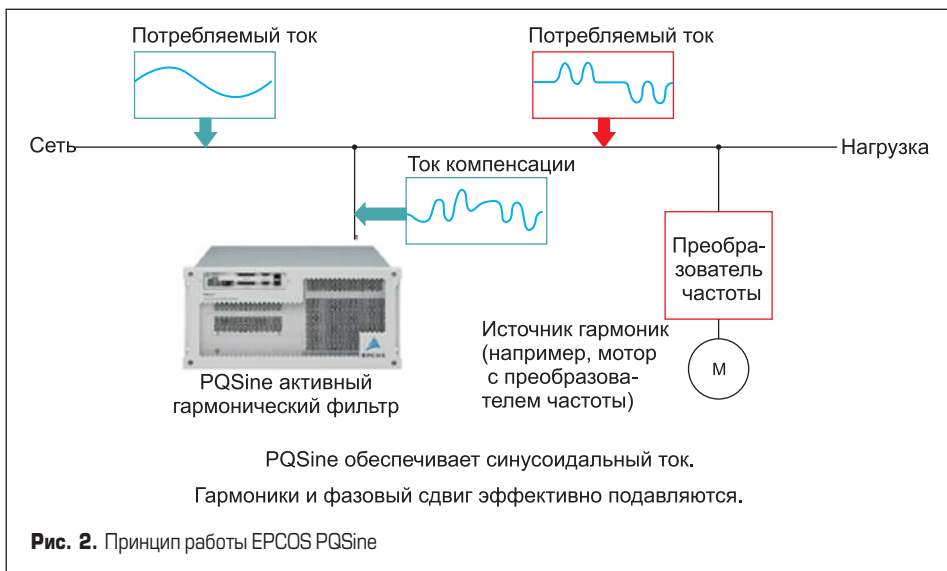 Потребляемый ток
Потребляемый ток
Сеть
Нагрузка
Ток компенсации
Преобра-
зователь
частоты
EPCOS
Источник гармоник
(например, мотор
с преобразова-
телем частоты)
М
PQSine активный
гармонический фильтр
PQSine обеспечивает синусоидальный ток.
Гармоники и фазовый сдвиг эффективно подавляются.
Рис. 2. Принцип работы EPCOS PQSine